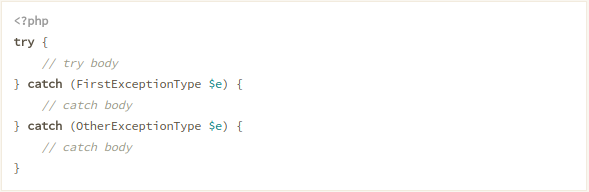 <?php
try {
    // try body
} catch (FirstExceptionType $e) {
    // catch body
} catch (OtherExceptionType $e) {
    // catch body
}